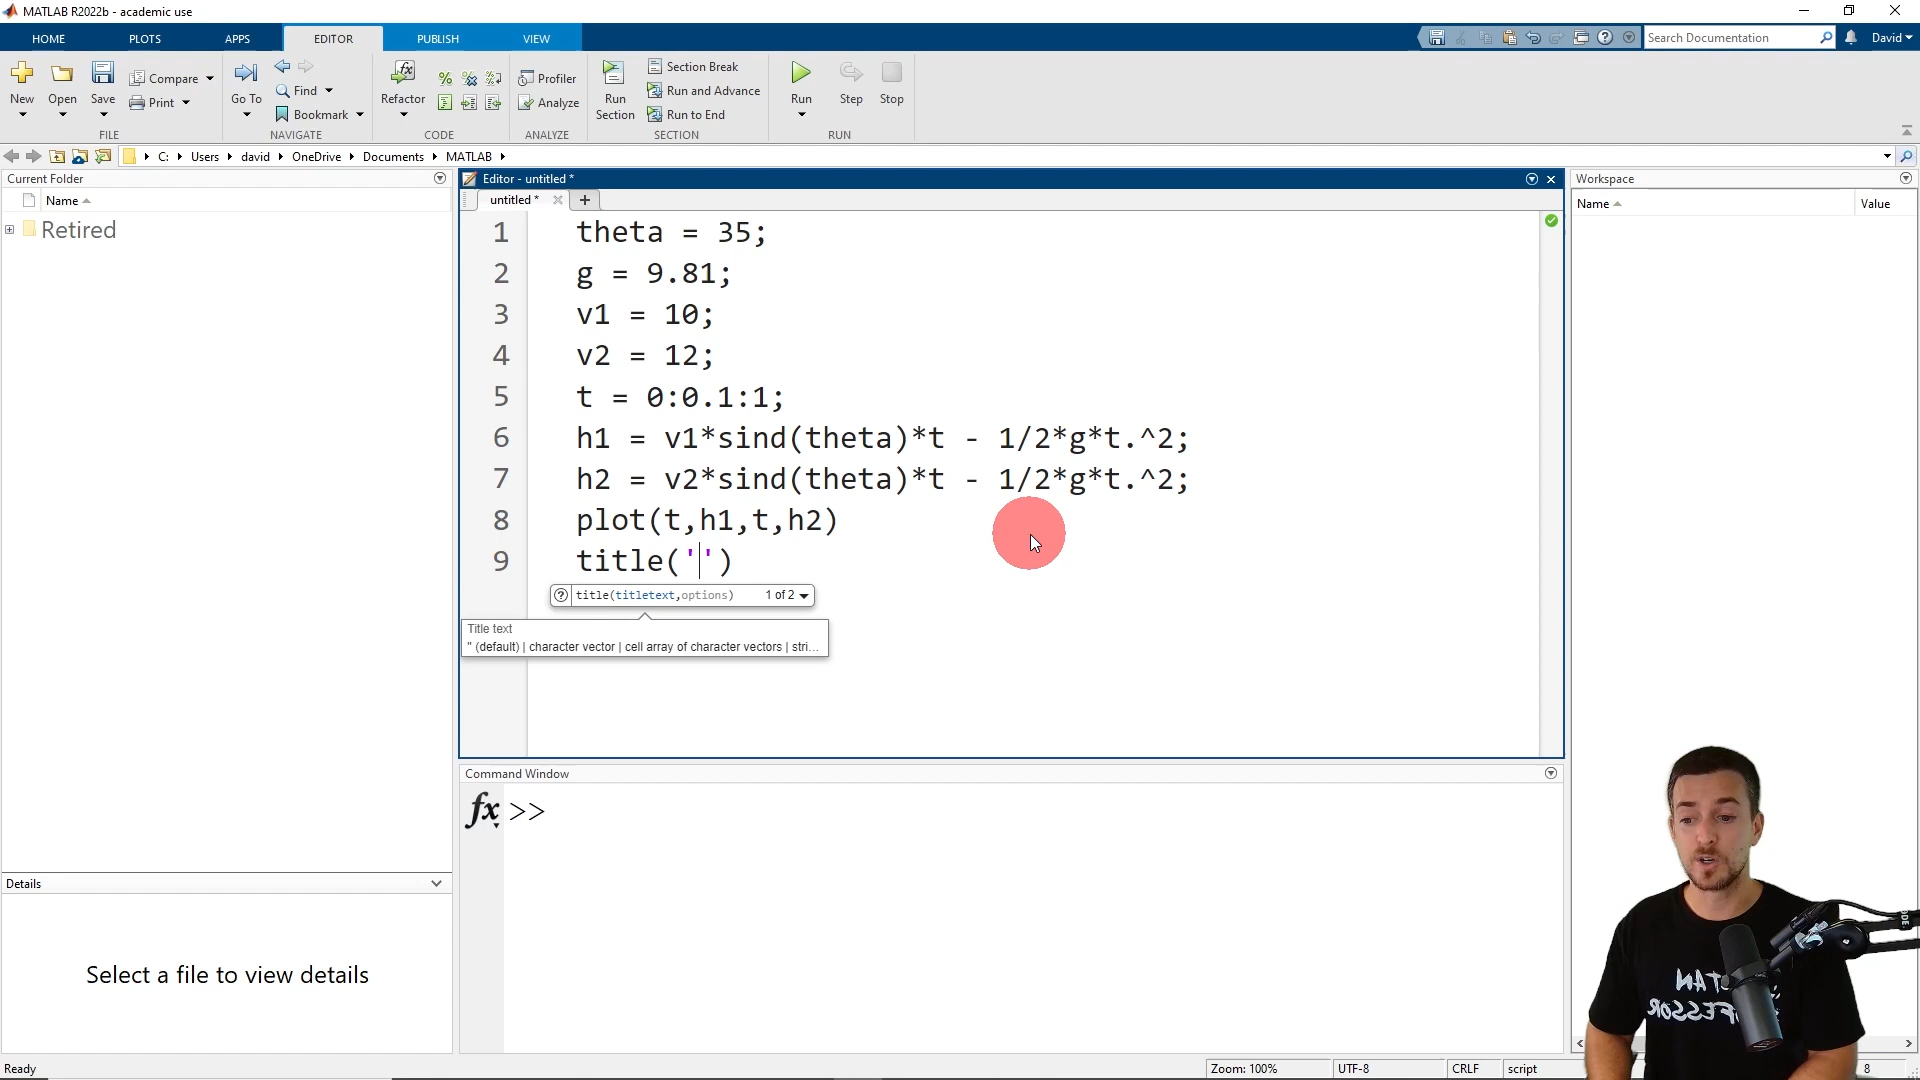 MATLAB R2022b - academic use
HOME PLOTS APPS EDITOR PUBLISH VIEW
Search Documentation
David
New
Open
Save
Compare
Print
FILE
Go To
Find
Bookmark
NAVIGATE
Refactor
CODE
Profiler
Analyze
ANALYZE
Run Section
Section Break
Run and Advance
Run to End
SECTION
Run
Step
Stop
RUN
C: Users david OneDrive Documents MATLAB
Current Folder
Name
Retired
Details
Select a file to view details
Editor - untitled *
untitled *
1 theta = 35;
2 g = 9.81;
3 v1 = 10;
4 v2 = 12;
5 t = 0:0.1:1;
6 h1 = v1*sind(theta)*t - 1/2*g*t.^2;
7 h2 = v2*sind(theta)*t - 1/2*g*t.^2;
8 plot(t,h1,t,h2)
9 title('')
title(titletext,options) 1 of 2
Title text
'' (default) | character vector | cell array of character vectors | stri...
Command Window
fx >>
Workspace
Name Value
Ready
Zoom: 100% UTF-8 CRLF script
8